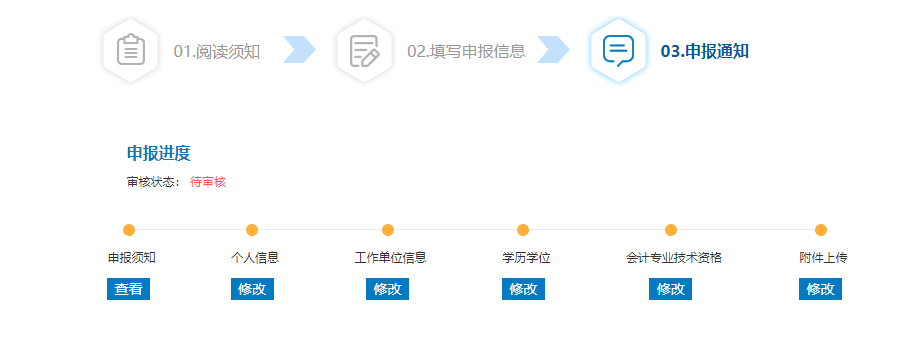 01.阅读须知 02.填写申报信息 03.申报通知
申报进度
审核状态： 待审核
申报须知 个人信息 工作单位信息 学历学位 会计专业技术资格 附件上传
查看 修改 修改 修改 修改 修改